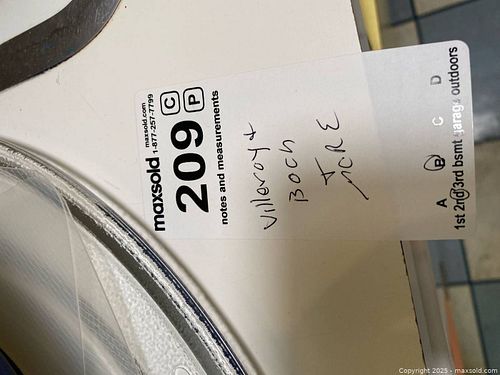 maxsold
maxsold.com
1-877-257-7799
209
C
P
notes and measurements
Villeroy +
Boch
A B C D
1st 2nd 3rd bsmt garage outdoors
Copyright 2025 - maxsold.com